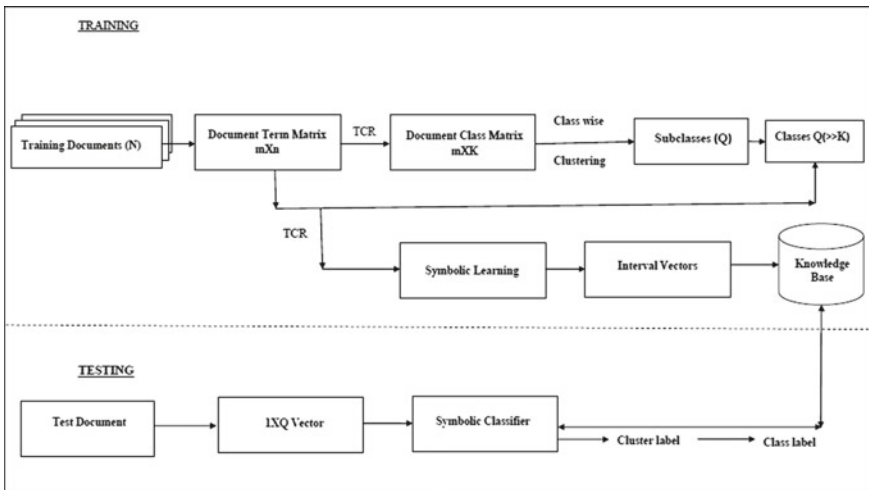 TRAINING
Training Documents (N)
Document Term Matrix
mXn
TCR
Document Class Matrix
mXK
Class wise
Clustering
Subclasses (Q)
Classes Q(>>K)
TCR
Symbolic Learning
Interval Vectors
Knowledge
Base
TESTING
Test Document
1XQ Vector
Symbolic Classifier
Cluster label
Class label